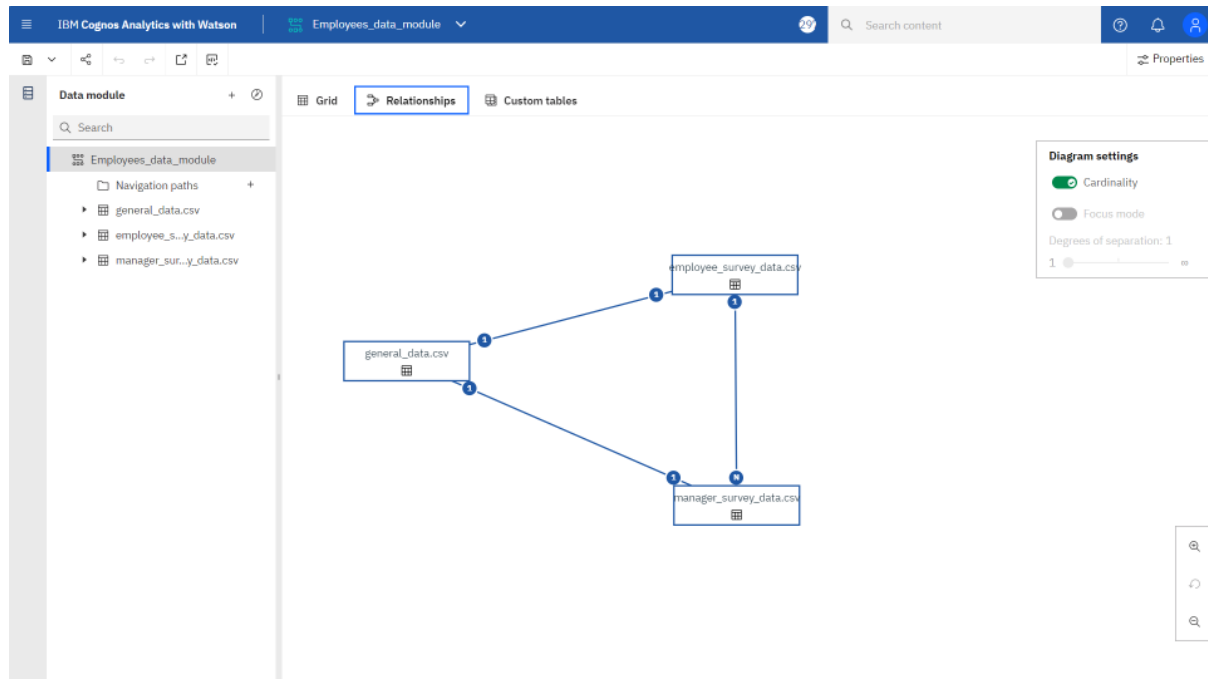 IBM Cognos Analytics with Watson
Employees_data_module
Search content
Properties
Data module
Search
Employees_data_module
Navigation paths
general_data.csv
employee_s...y_data.csv
manager_sur...y_data.csv
Grid
Relationships
Custom tables
Diagram settings
Cardinality
Focus mode
Degrees of separation: 1
1 ∞
employee_survey_data.csv
1
1
1
general_data.csv
1
1
N
manager_survey_data.csv